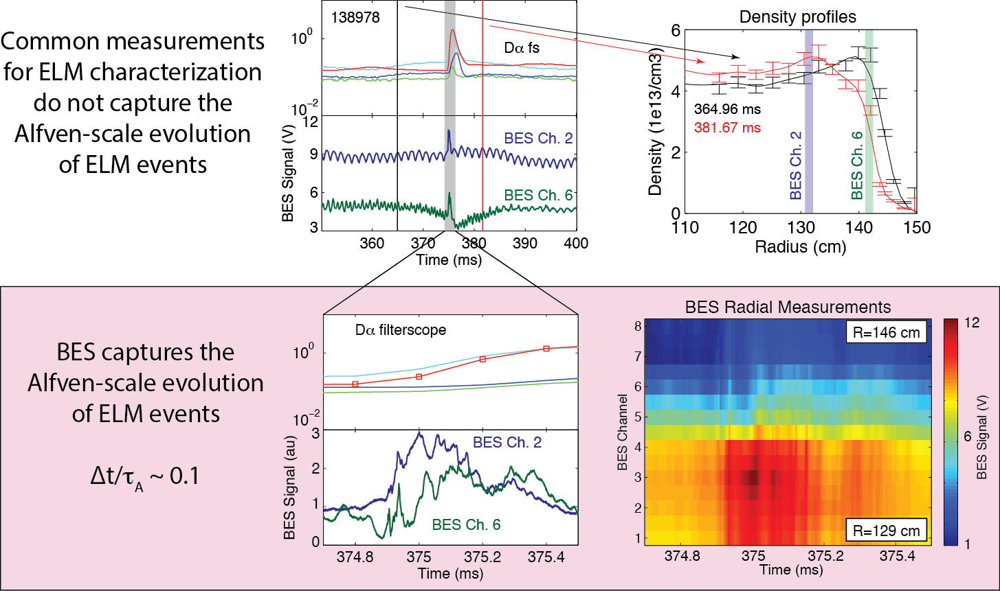 Common measurements
for ELM characterization
do not capture the
Alfven-scale evolution
of ELM events
138978
Dα fs
10^0
10^-2
BES Signal (V)
12
9
6
3
BES Ch. 2
BES Ch. 6
360 370 380 390 400
Time (ms)
Density profiles
Density (1e13/cm3)
6
4
2
0
364.96 ms
381.67 ms
BES Ch. 2
BES Ch. 6
110 120 130 140 150
Radius (cm)
BES captures the
Alfven-scale evolution
of ELM events
Δt/τ_A ~ 0.1
Dα filterscope
10^0
10^-2
BES Signal (au)
3
2
1
0
BES Ch. 2
BES Ch. 6
374.8 375 375.2 375.4
Time (ms)
BES Radial Measurements
BES Channel
8
7
6
5
4
3
2
1
R=146 cm
R=129 cm
374.8 375 375.2 375.4
Time (ms)
12
6
1
BES Signal (V)